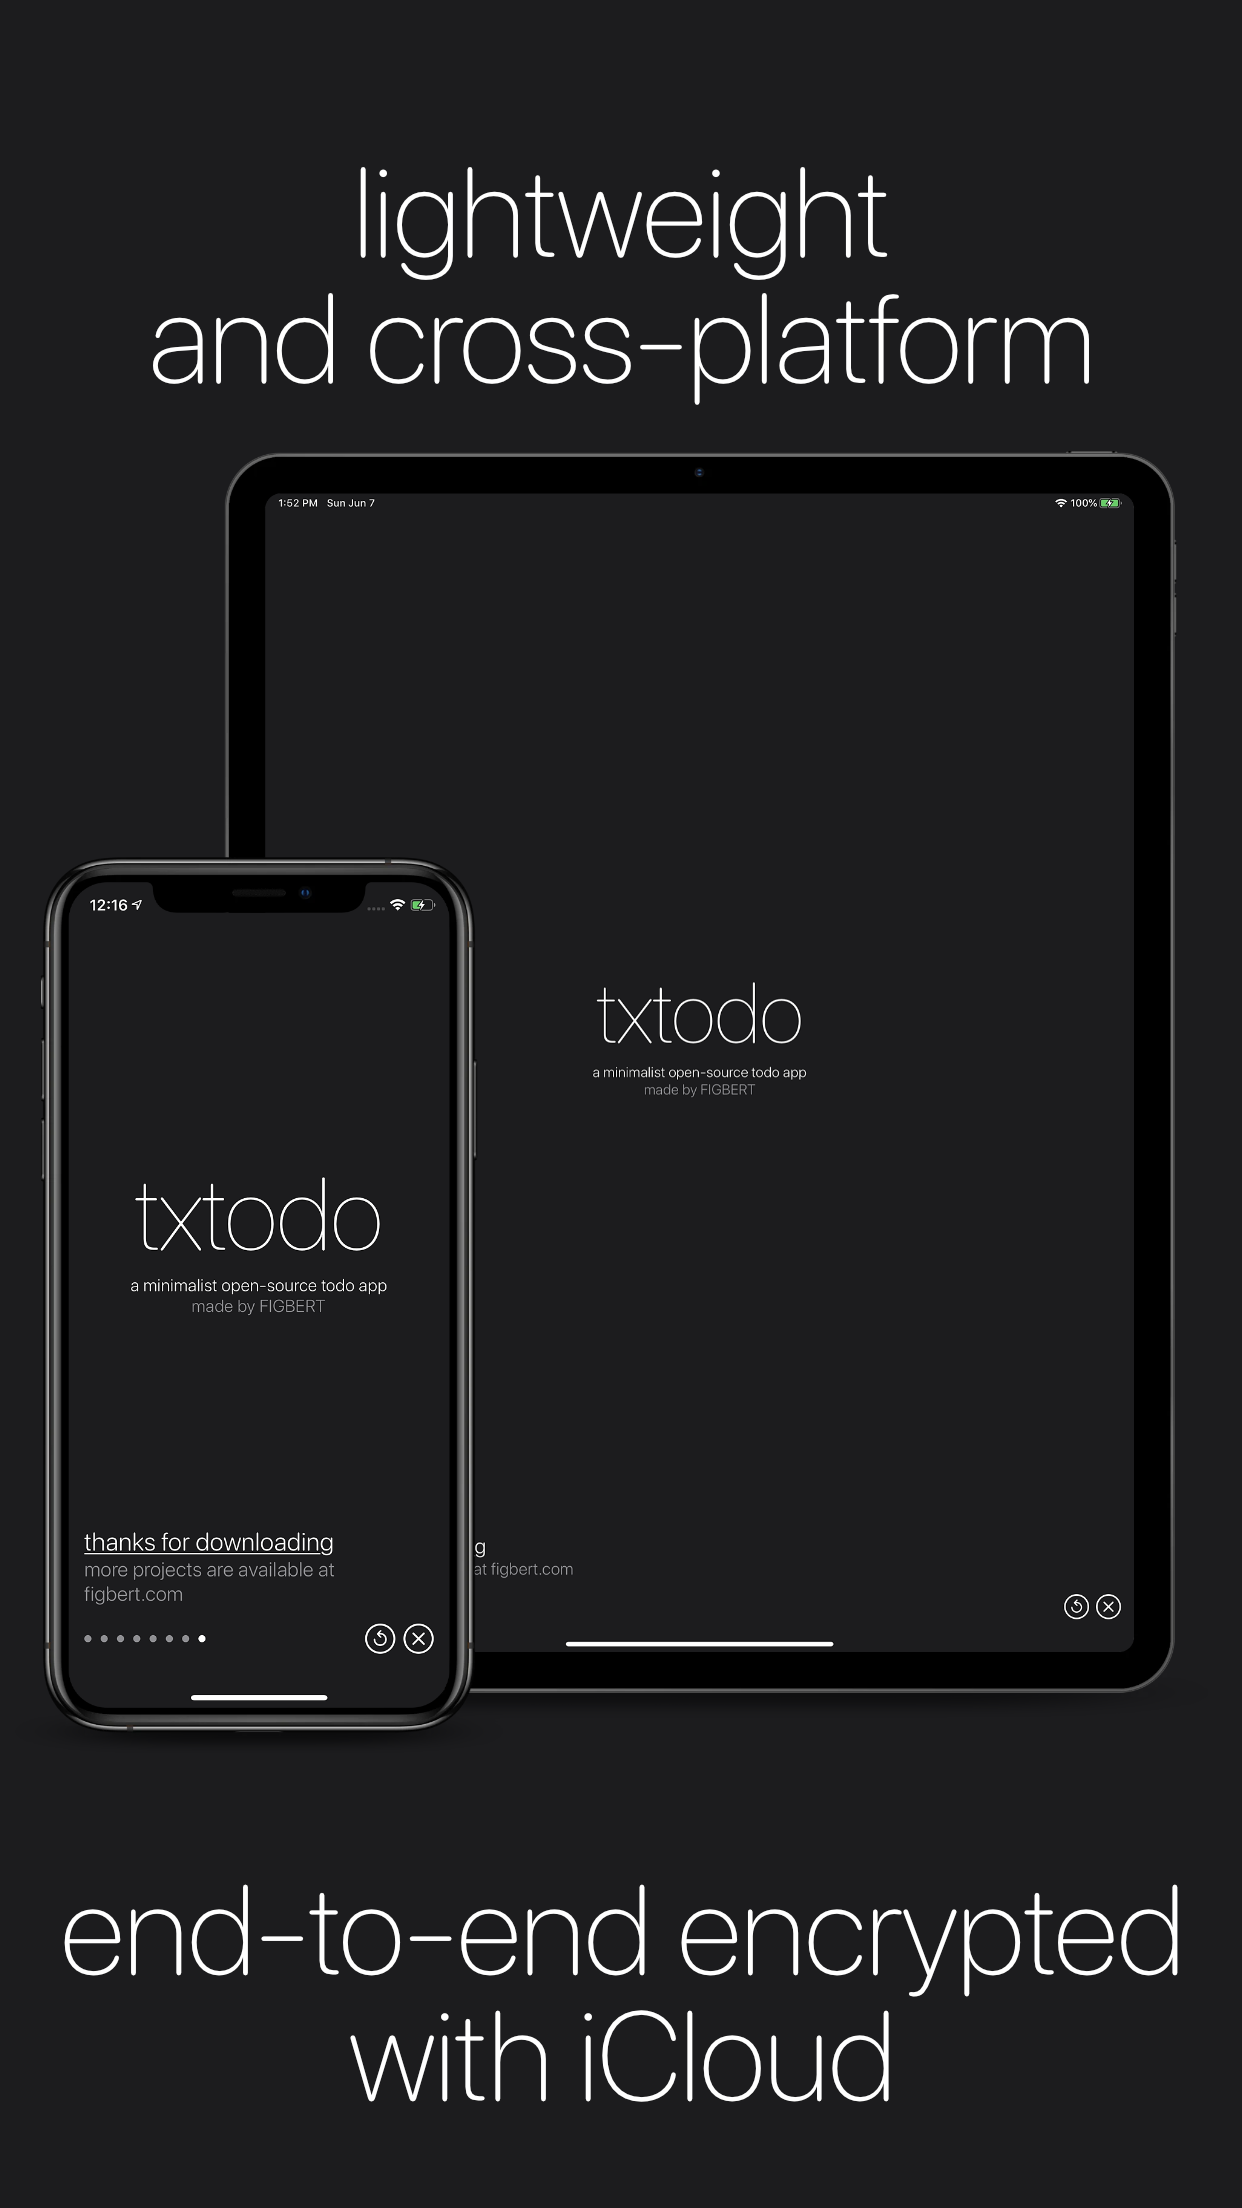 lightweight
and cross-platform
1:52 PM Sun Jun 7
100%
txtodo
a minimalist open-source todo app
made by FIGBERT
g
at figbert.com
12:16
txtodo
a minimalist open-source todo app
made by FIGBERT
thanks for downloading
more projects are available at
figbert.com
end-to-end encrypted
with iCloud